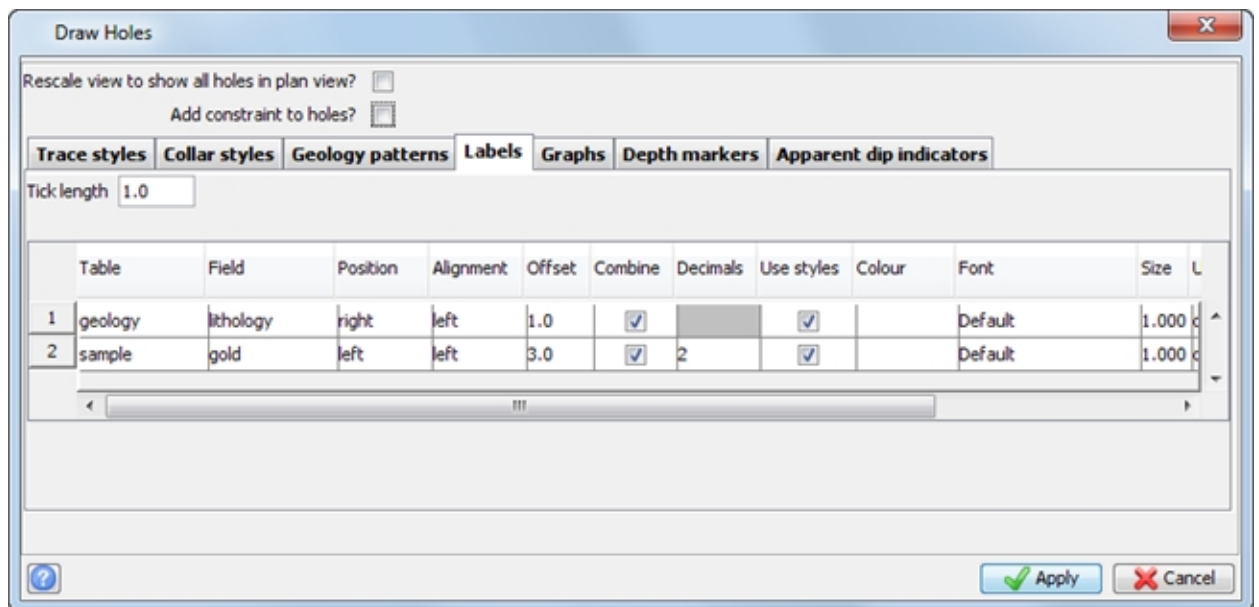 Draw Holes
Rescale view to show all holes in plan view?
Add constraint to holes?
Trace styles Collar styles Geology patterns Labels Graphs Depth markers Apparent dip indicators
Tick length 1.0
Table Field Position Alignment Offset Combine Decimals Use styles Colour Font Size U
1 geology lithology right left 1.0 Default 1.000
2 sample gold left left 3.0 2 Default 1.000
Apply Cancel